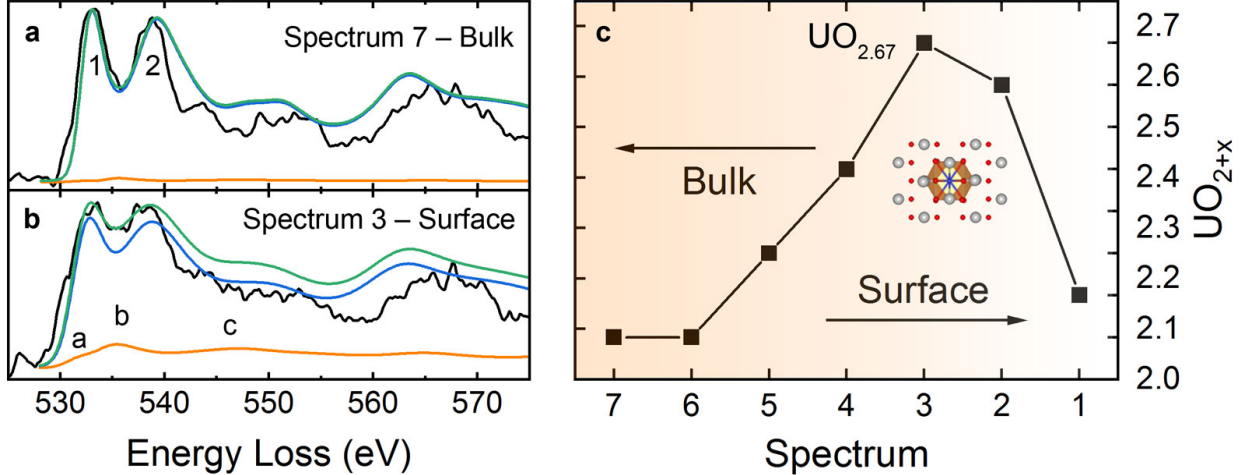 a
Spectrum 7 – Bulk
1
2
b
Spectrum 3 – Surface
a
b
c
530
540
550
560
570
Energy Loss (eV)
c
UO2.67
Bulk
Surface
7
6
5
4
3
2
1
Spectrum
2.7
2.6
2.5
2.4
2.3
2.2
2.1
2.0
UO2+x